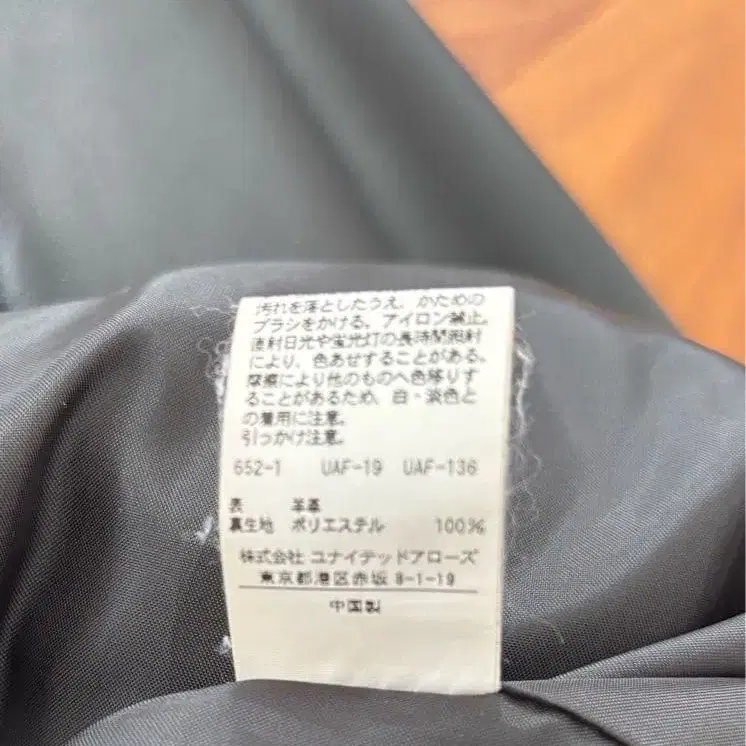 汚れを落としたうえ、かための
ブラシをかける。アイロン禁止。
直射日光や蛍光灯の長時間照射
により、色あせすることがある。
摩擦により他のものへ色移りす
ることがあるため、白・淡色と
の着用に注意。
引っかけ注意。
652-1 UAF-19 UAF-136
表 羊革
裏生地 ポリエステル 100%
株式会社 ユナイテッドアローズ
東京都港区赤坂 8-1-19
中国製